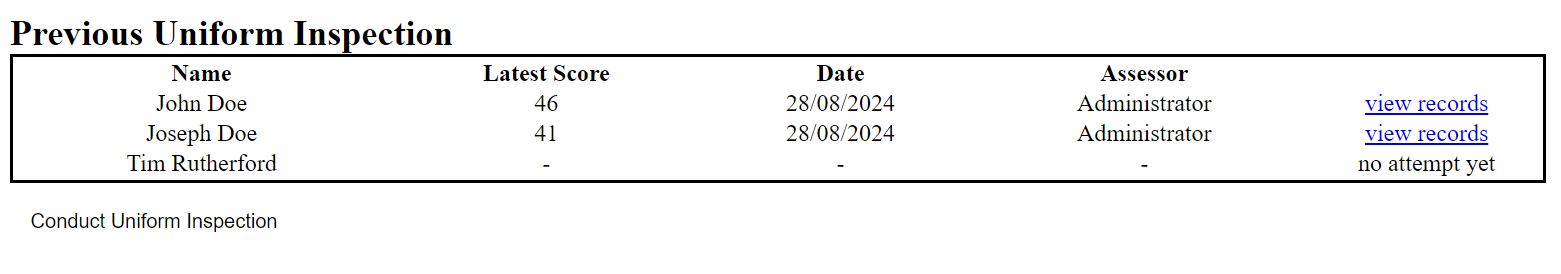 Previous Uniform Inspection
Name Latest Score Date Assessor
John Doe 46 28/08/2024 Administrator view records
Joseph Doe 41 28/08/2024 Administrator view records
Tim Rutherford - - - no attempt yet
Conduct Uniform Inspection